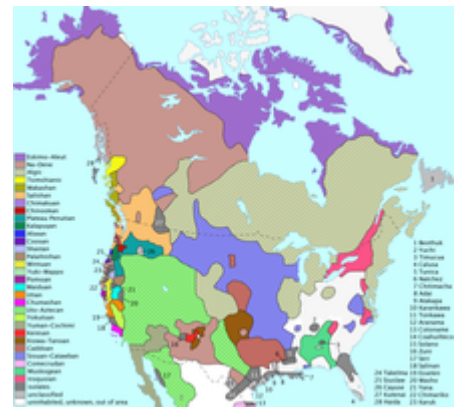 Eskimo-Aleut
Na-Dene
Algic
Tsimshianic
Wakashan
Salishan
Chimakuan
Chinookan
Plateau Penutian
Kalapuyan
Alsean
Coosan
Shastan
Palaihnihan
Wintuan
Yuki-Wappo
Pomoan
Maiduan
Utian
Chumashan
Uto-Aztecan
Yokutsan
Yuman-Cochimi
Keresan
Kiowa-Tanoan
Caddoan
Siouan-Catawban
Muskogean
Iroquoian
isolates
unclassified
uninhabited, unknown, out of area
1 Beothuk
2 Yuchi
3 Timucua
4 Calusa
5 Tunica
6 Natchez
7 Chitimacha
8 Adai
9 Atakapa
10 Karankawa
11 Tonkawa
12 Aranama
13 Cotoname
14 Coahuilteco
15 Solano
16 Zuni
17 Seri
18 Salinan
19 Esselen
20 Washo
21 Yana
22 Chimariko
23 Karuk
24 Takelma
25 Siuslaw
26 Cayuse
27 Kutenai
28 Haida